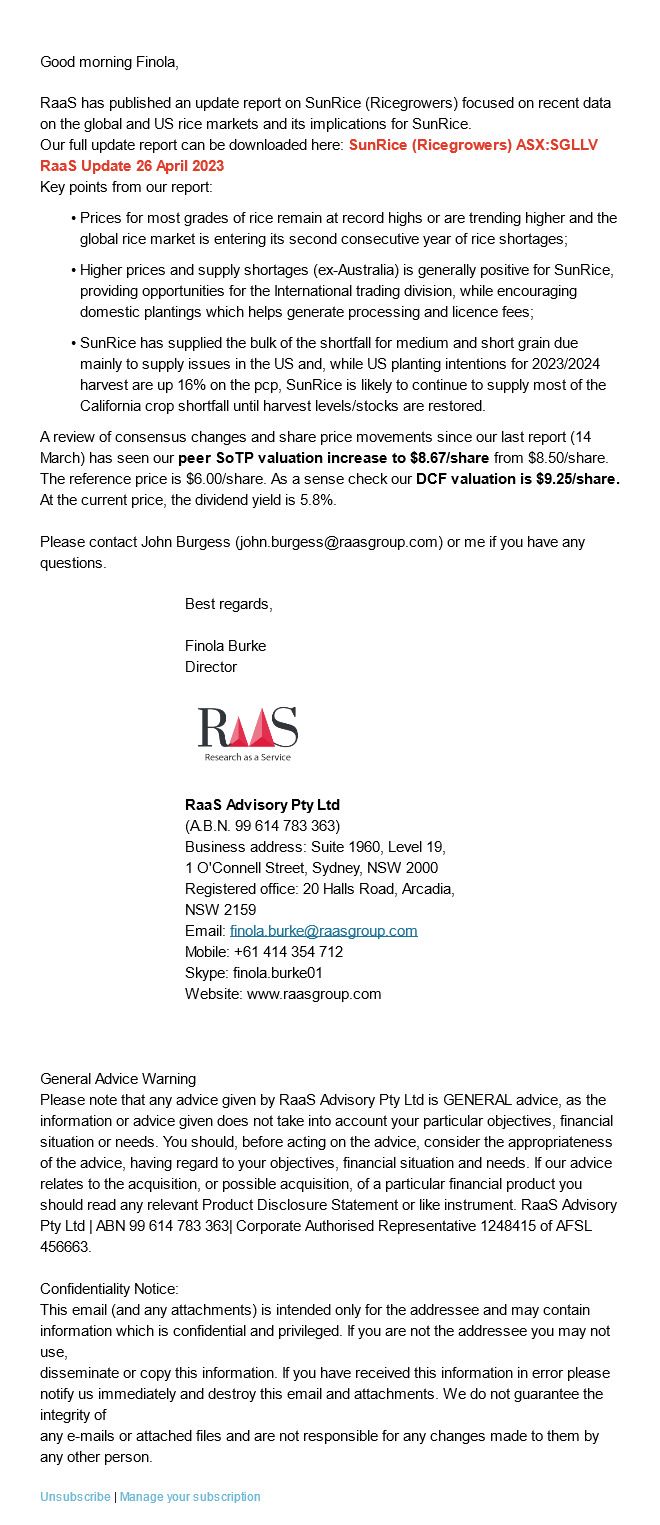 Good morning Finola,
RaaS has published an update report on SunRice (Ricegrowers) focused on recent data
on the global and US rice markets and its implications for SunRice.
Our full update report can be downloaded here: SunRice (Ricegrowers) ASX:SGLLV
RaaS Update 26 April 2023
Key points from our report:
• Prices for most grades of rice remain at record highs or are trending higher and the
global rice market is entering its second consecutive year of rice shortages;
• Higher prices and supply shortages (ex-Australia) is generally positive for SunRice,
providing opportunities for the International trading division, while encouraging
domestic plantings which helps generate processing and licence fees;
• SunRice has supplied the bulk of the shortfall for medium and short grain due
mainly to supply issues in the US and, while US planting intentions for 2023/2024
harvest are up 16% on the pcp, SunRice is likely to continue to supply most of the
California crop shortfall until harvest levels/stocks are restored.
A review of consensus changes and share price movements since our last report (14
March) has seen our peer SoTP valuation increase to $8.67/share from $8.50/share.
The reference price is $6.00/share. As a sense check our DCF valuation is $9.25/share.
At the current price, the dividend yield is 5.8%.
Please contact John Burgess (john.burgess@raasgroup.com) or me if you have any
questions.
Best regards,
Finola Burke
Director
RAAS
Research as a Service
RaaS Advisory Pty Ltd
(A.B.N. 99 614 783 363)
Business address: Suite 1960, Level 19,
1 O'Connell Street, Sydney, NSW 2000
Registered office: 20 Halls Road, Arcadia,
NSW 2159
Email: finola.burke@raasgroup.com
Mobile: +61 414 354 712
Skype: finola.burke01
Website: www.raasgroup.com
General Advice Warning
Please note that any advice given by RaaS Advisory Pty Ltd is GENERAL advice, as the
information or advice given does not take into account your particular objectives, financial
situation or needs. You should, before acting on the advice, consider the appropriateness
of the advice, having regard to your objectives, financial situation and needs. If our advice
relates to the acquisition, or possible acquisition, of a particular financial product you
should read any relevant Product Disclosure Statement or like instrument. RaaS Advisory
Pty Ltd | ABN 99 614 783 363| Corporate Authorised Representative 1248415 of AFSL
456663.
Confidentiality Notice:
This email (and any attachments) is intended only for the addressee and may contain
information which is confidential and privileged. If you are not the addressee you may not
use,
disseminate or copy this information. If you have received this information in error please
notify us immediately and destroy this email and attachments. We do not guarantee the
integrity of
any e-mails or attached files and are not responsible for any changes made to them by
any other person.
Unsubscribe | Manage your subscription